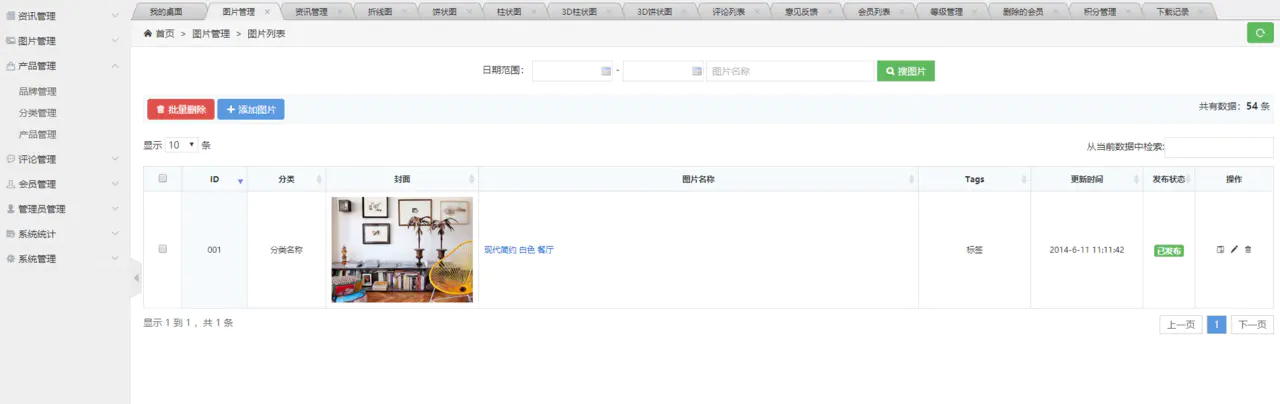 我的桌面 图片管理 资讯管理 折线图 饼状图 柱状图 3D柱状图 3D饼状图 评论列表 意见反馈 会员列表 等级管理 删除的会员 积分管理 下载记录
资讯管理
图片管理
产品管理
品牌管理
分类管理
产品管理
评论管理
会员管理
管理员管理
系统统计
系统管理
首页 > 图片管理 > 图片列表
日期范围: - 图片名称 搜图片
批量删除 添加图片 共有数据:54 条
显示 10 条 从当前数据中检索:
ID 分类 封面 图片名称 Tags 更新时间 发布状态 操作
001 分类名称 现代简约 白色 餐厅 标签 2014-6-11 11:11:42 已发布
显示 1 到 1 ,共 1 条 上一页 1 下一页